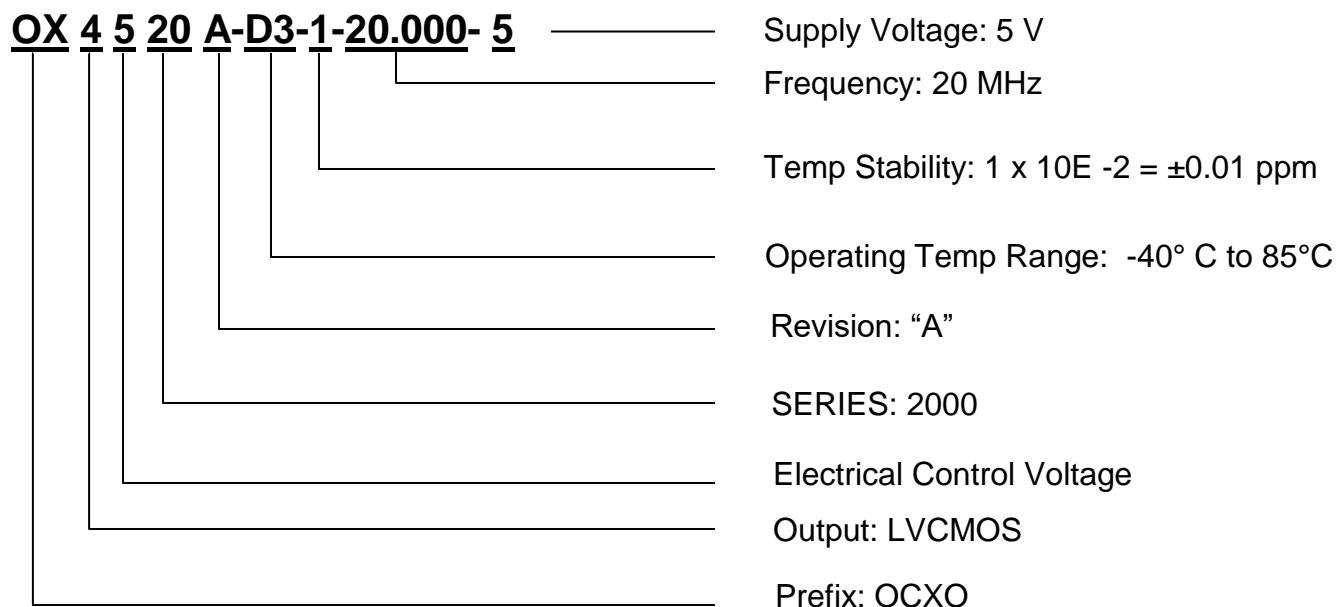 OX 4 5 20 A-D3-1-20.000- 5
Supply Voltage: 5 V
Frequency: 20 MHz
Temp Stability: 1 x 10E -2 = ±0.01 ppm
Operating Temp Range: -40° C to 85°C
Revision: “A”
SERIES: 2000
Electrical Control Voltage
Output: LVCMOS
Prefix: OCXO